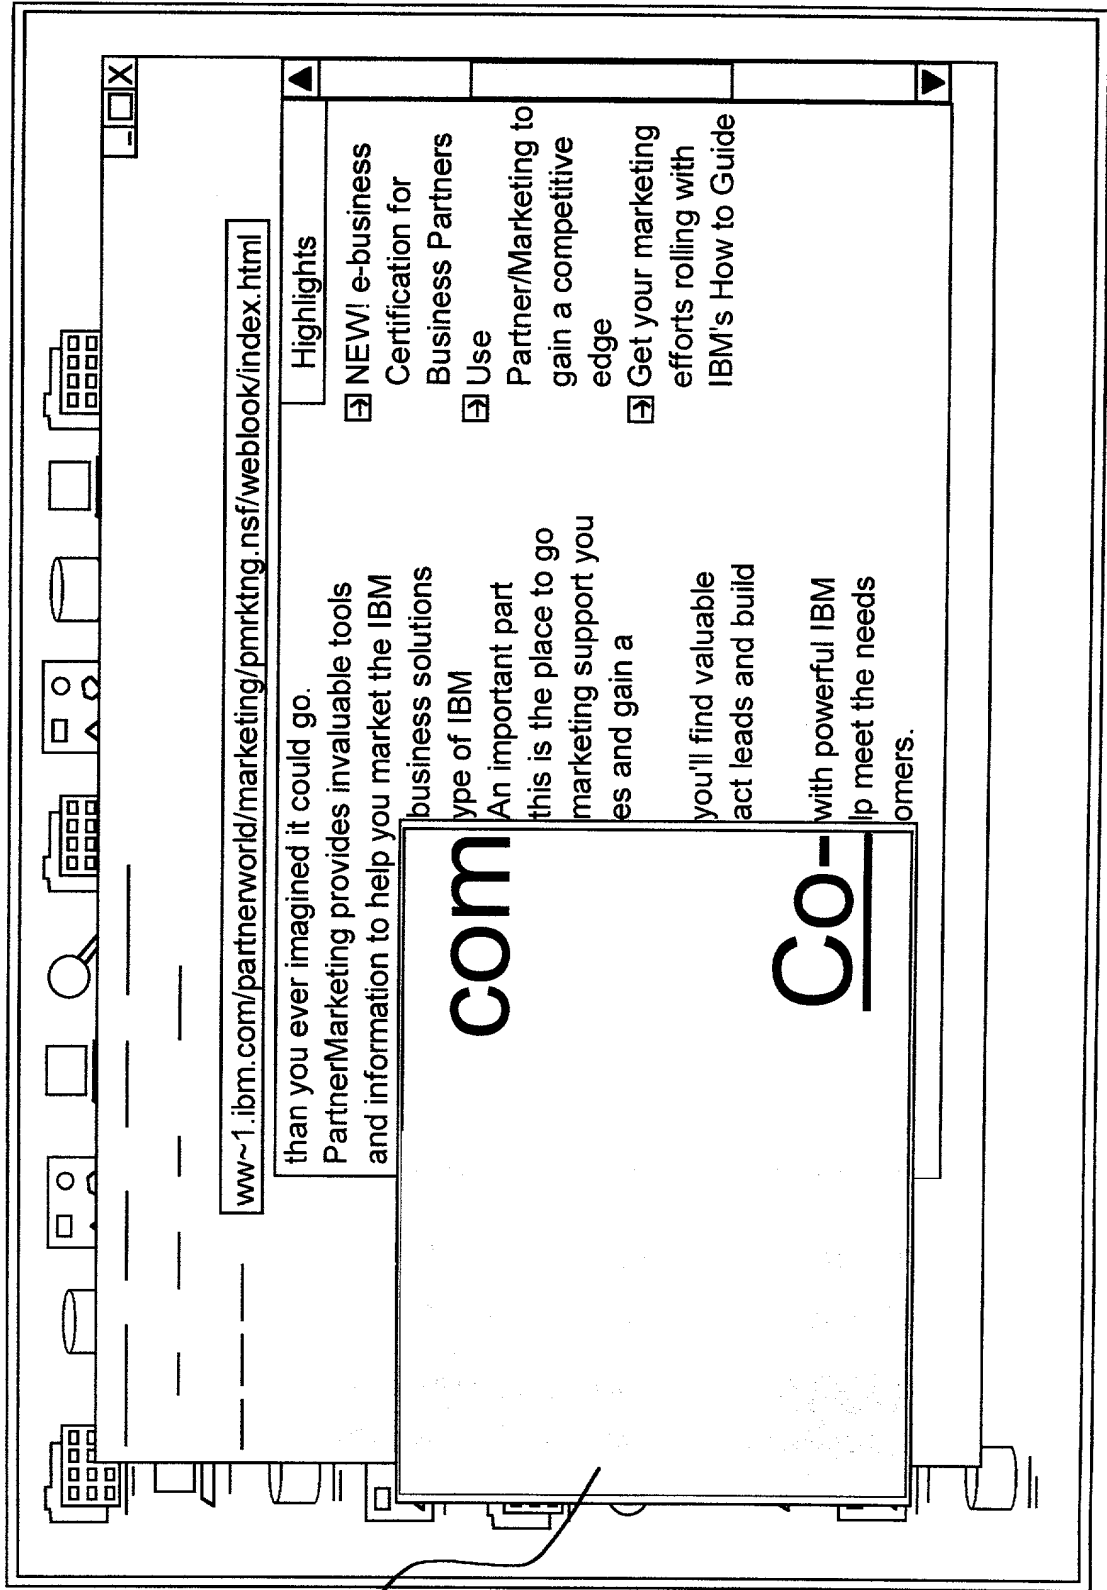 X
ww~1.ibm.com/partnerworld/marketing/pmrktng.nsf/weblook/index.html
than you ever imagined it could go.
PartnerMarketing provides invaluable tools
and information to help you market the IBM
business solutions
ype of IBM
An important part
this is the place to go
marketing support you
es and gain a
you'll find valuable
act leads and build
with powerful IBM
lp meet the needs
omers.
com
Co-
Highlights
NEW! e-business
Certification for
Business Partners
Use
Partner/Marketing to
gain a competitive
edge
Get your marketing
efforts rolling with
IBM's How to Guide